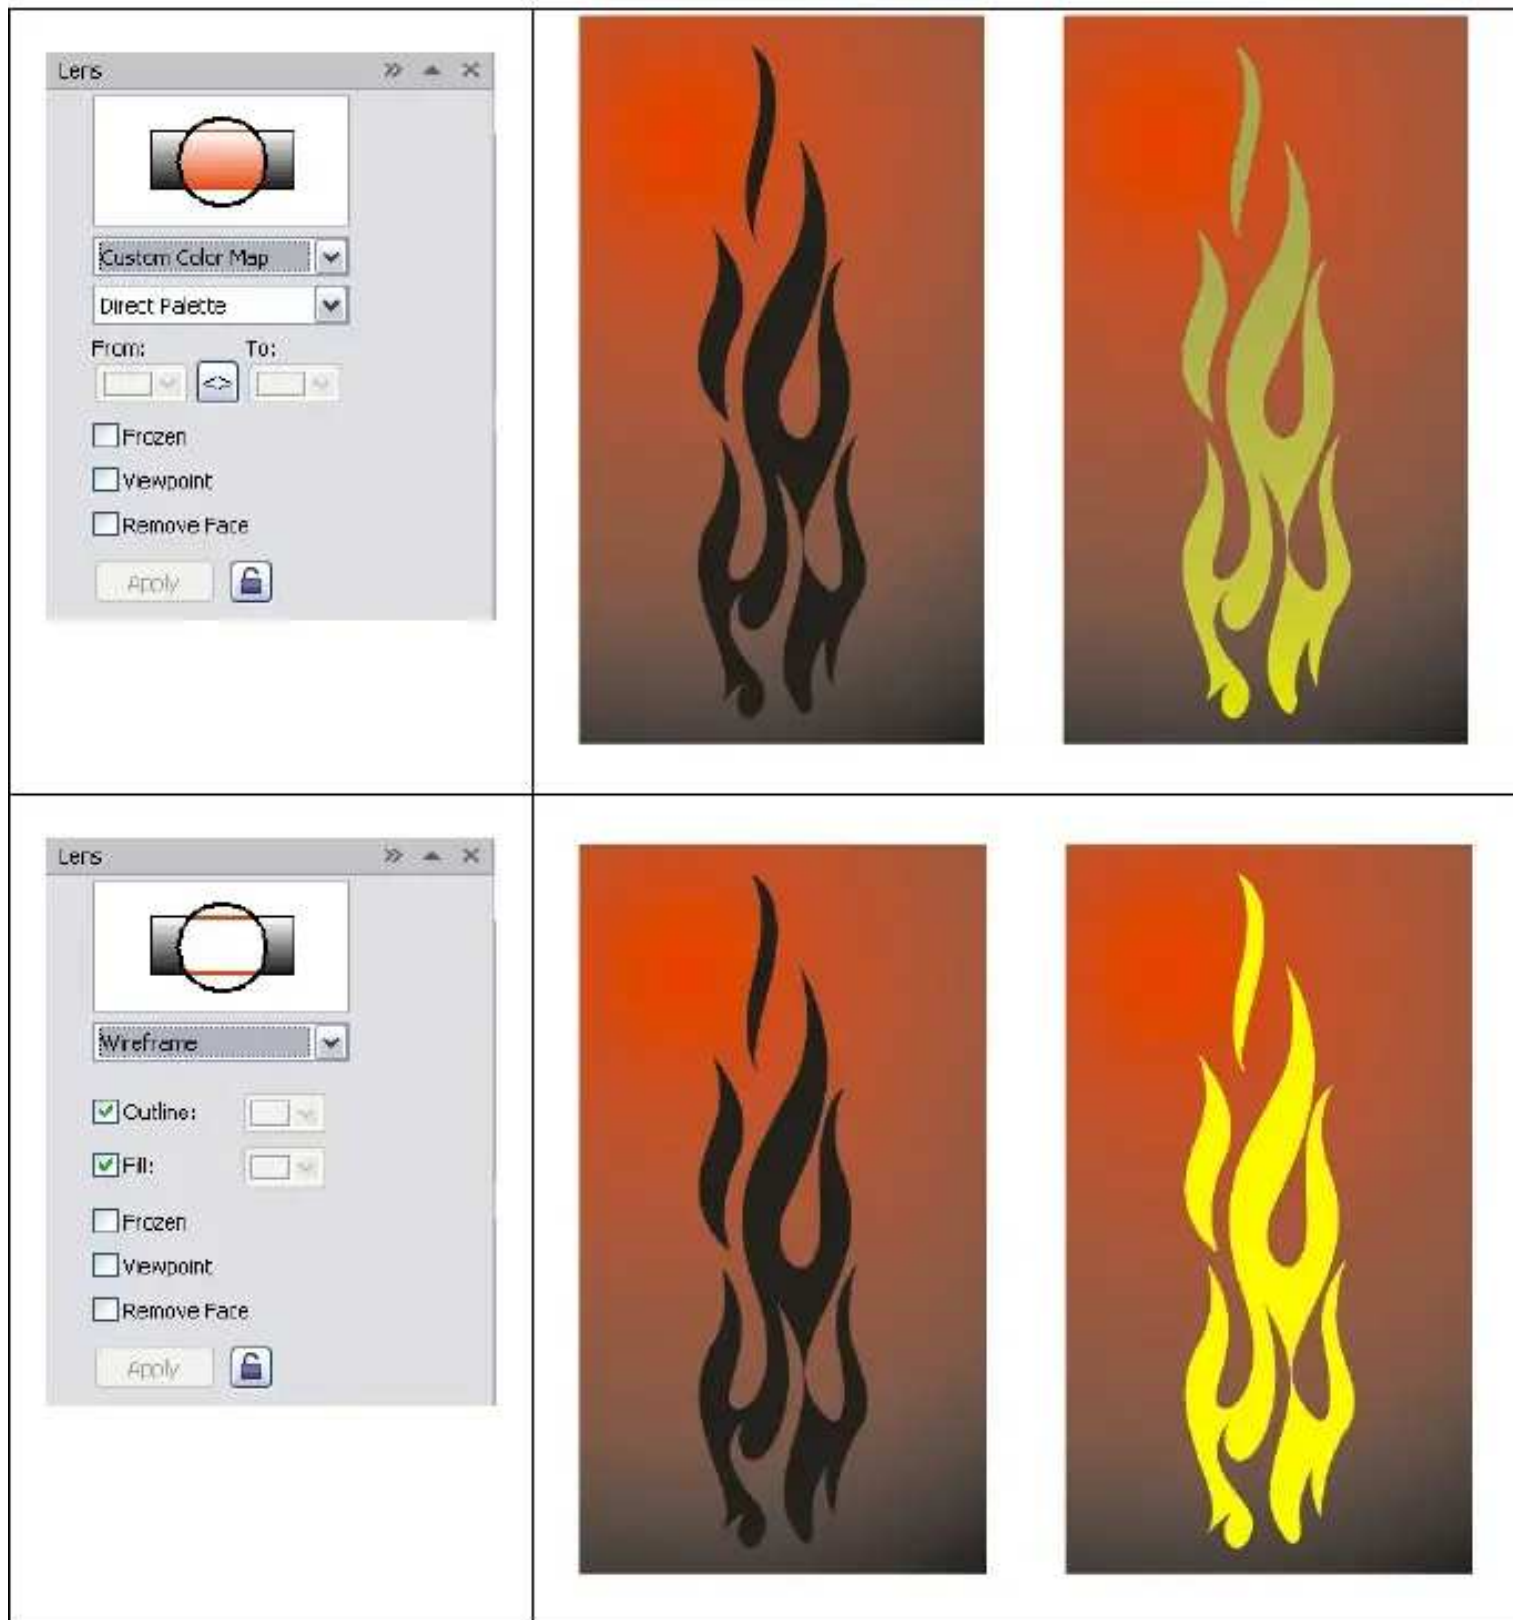 Lens
Custom Color Map
Direct Palette
From: To:
<>
Frozen
Viewpoint
Remove Face
Apply
Lens
Wireframe
Outline:
Fill:
Frozen
Viewpoint
Remove Face
Apply